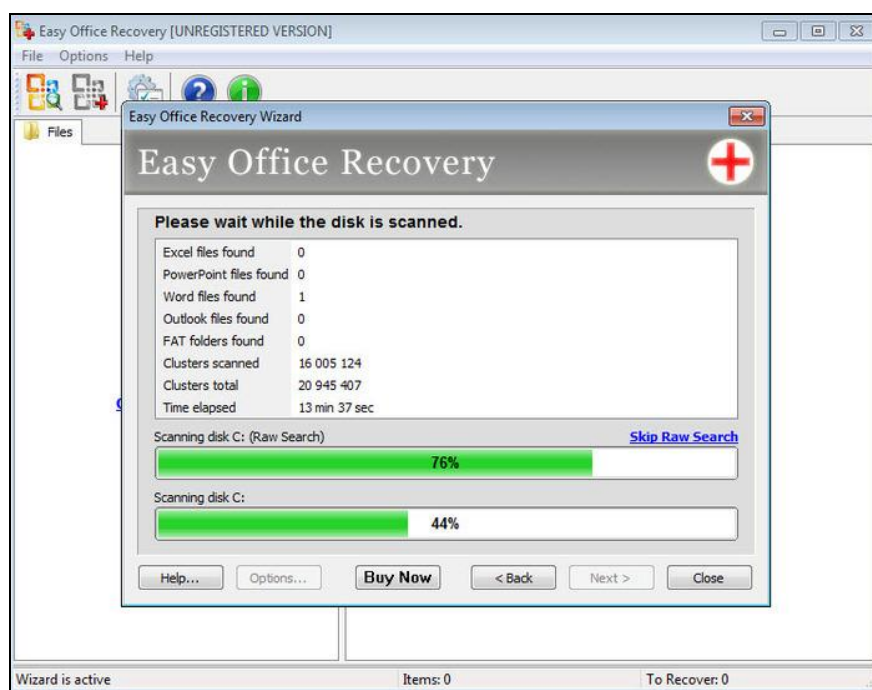 Easy Office Recovery [UNREGISTERED VERSION]
File Options Help
Files
Easy Office Recovery Wizard
Easy Office Recovery
Please wait while the disk is scanned.
Excel files found 0
PowerPoint files found 0
Word files found 1
Outlook files found 0
FAT folders found 0
Clusters scanned 16 005 124
Clusters total 20 945 407
Time elapsed 13 min 37 sec
Scanning disk C: (Raw Search) Skip Raw Search
76%
Scanning disk C:
44%
Help... Options... Buy Now < Back Next > Close
Wizard is active Items: 0 To Recover: 0